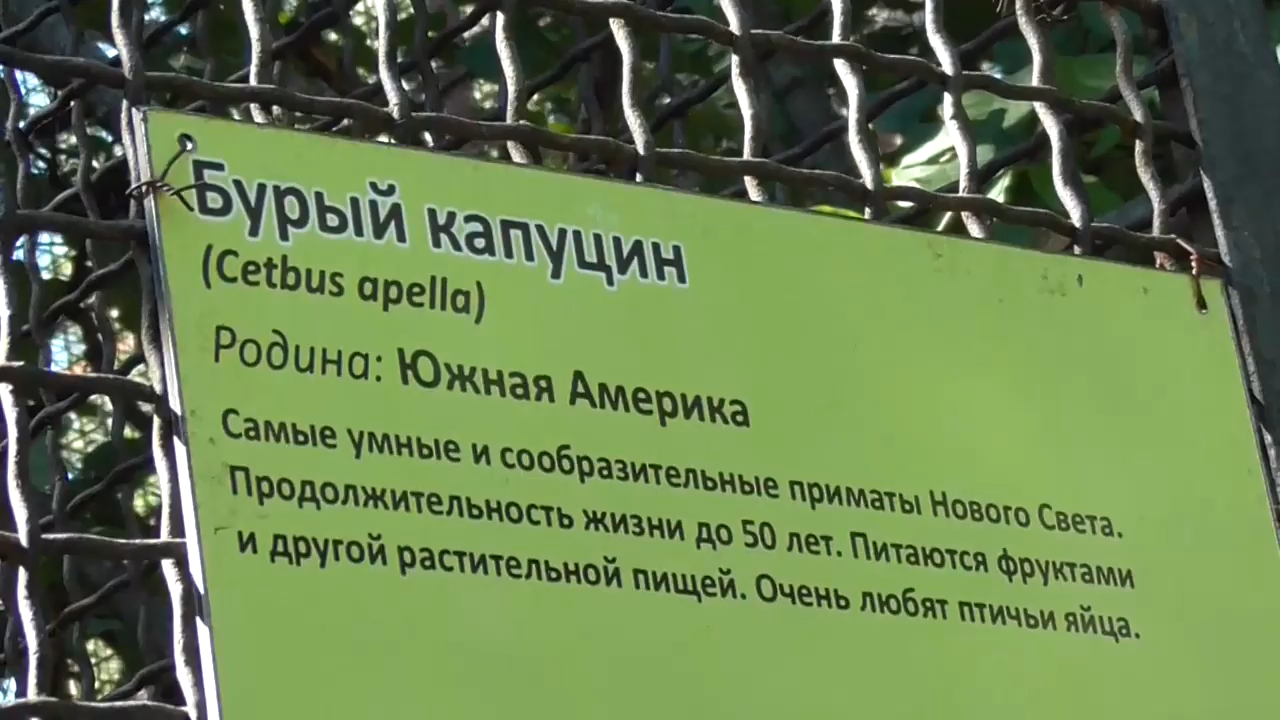 Бурый капуцин
(Cetbus apella)
Родина: Южная Америка
Самые умные и сообразительные приматы Нового Света.
Продолжительность жизни до 50 лет. Питаются фруктами
и другой растительной пищей. Очень любят птичьи яйца.